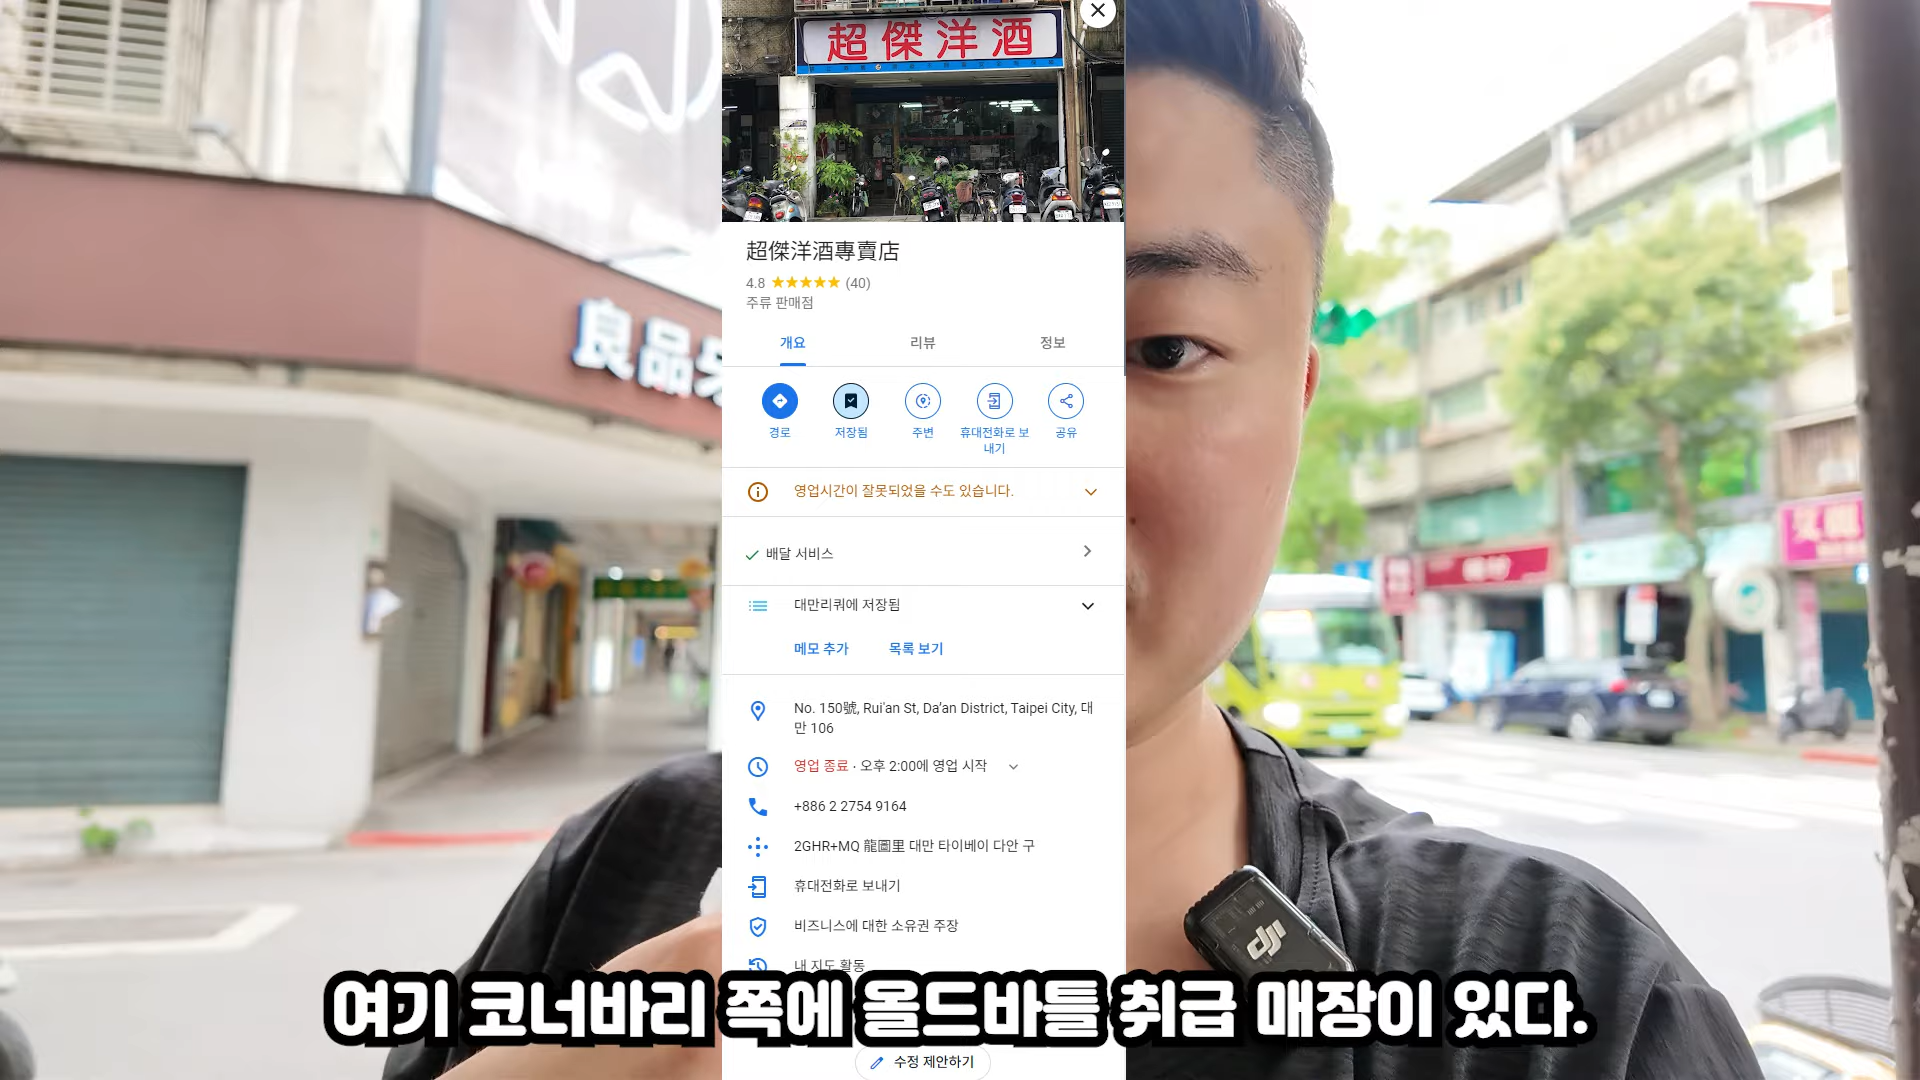 超傑洋酒
超傑洋酒專賣店
4.8 ★★★★★ (40)
주류 판매점
개요 리뷰 정보
경로 저장됨 주변 휴대전화로 보내기 공유
영업시간이 잘못되었을 수도 있습니다.
배달 서비스
대만리쿼에 저장됨
메모 추가 목록 보기
No. 150號, Rui'an St, Da'an District, Taipei City, 대
만 106
영업 종료 · 오후 2:00에 영업 시작
+886 2 2754 9164
2GHR+MQ 龍圖里 대만 타이베이 다안 구
휴대전화로 보내기
비즈니스에 대한 소유권 주장
내 지도 활동
여기 코너바리 쪽에 올드바틀 취급 매장이 있다.
수정 제안하기
良品
dji